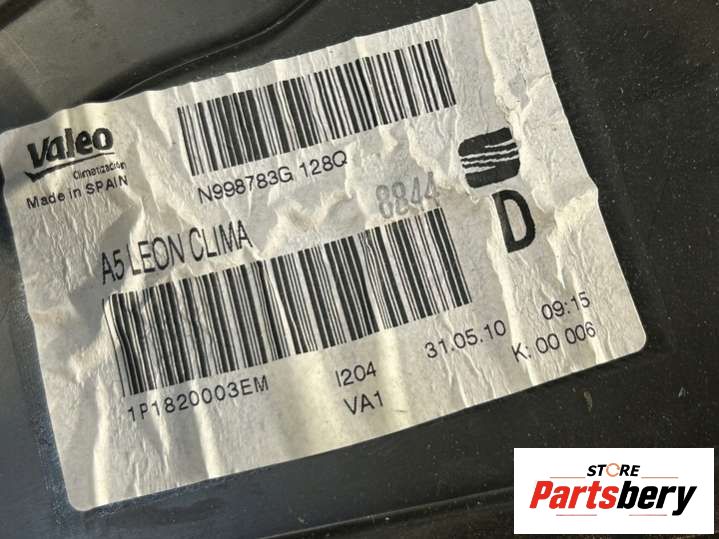 Valeo
Climatización
Made in SPAIN
N998783G 128Q
8844
A5 LEON CLIMA
D
1P1820003EM
I204
VA1
31.05.10
09:15
K: 00 006
STORE
Partsbery